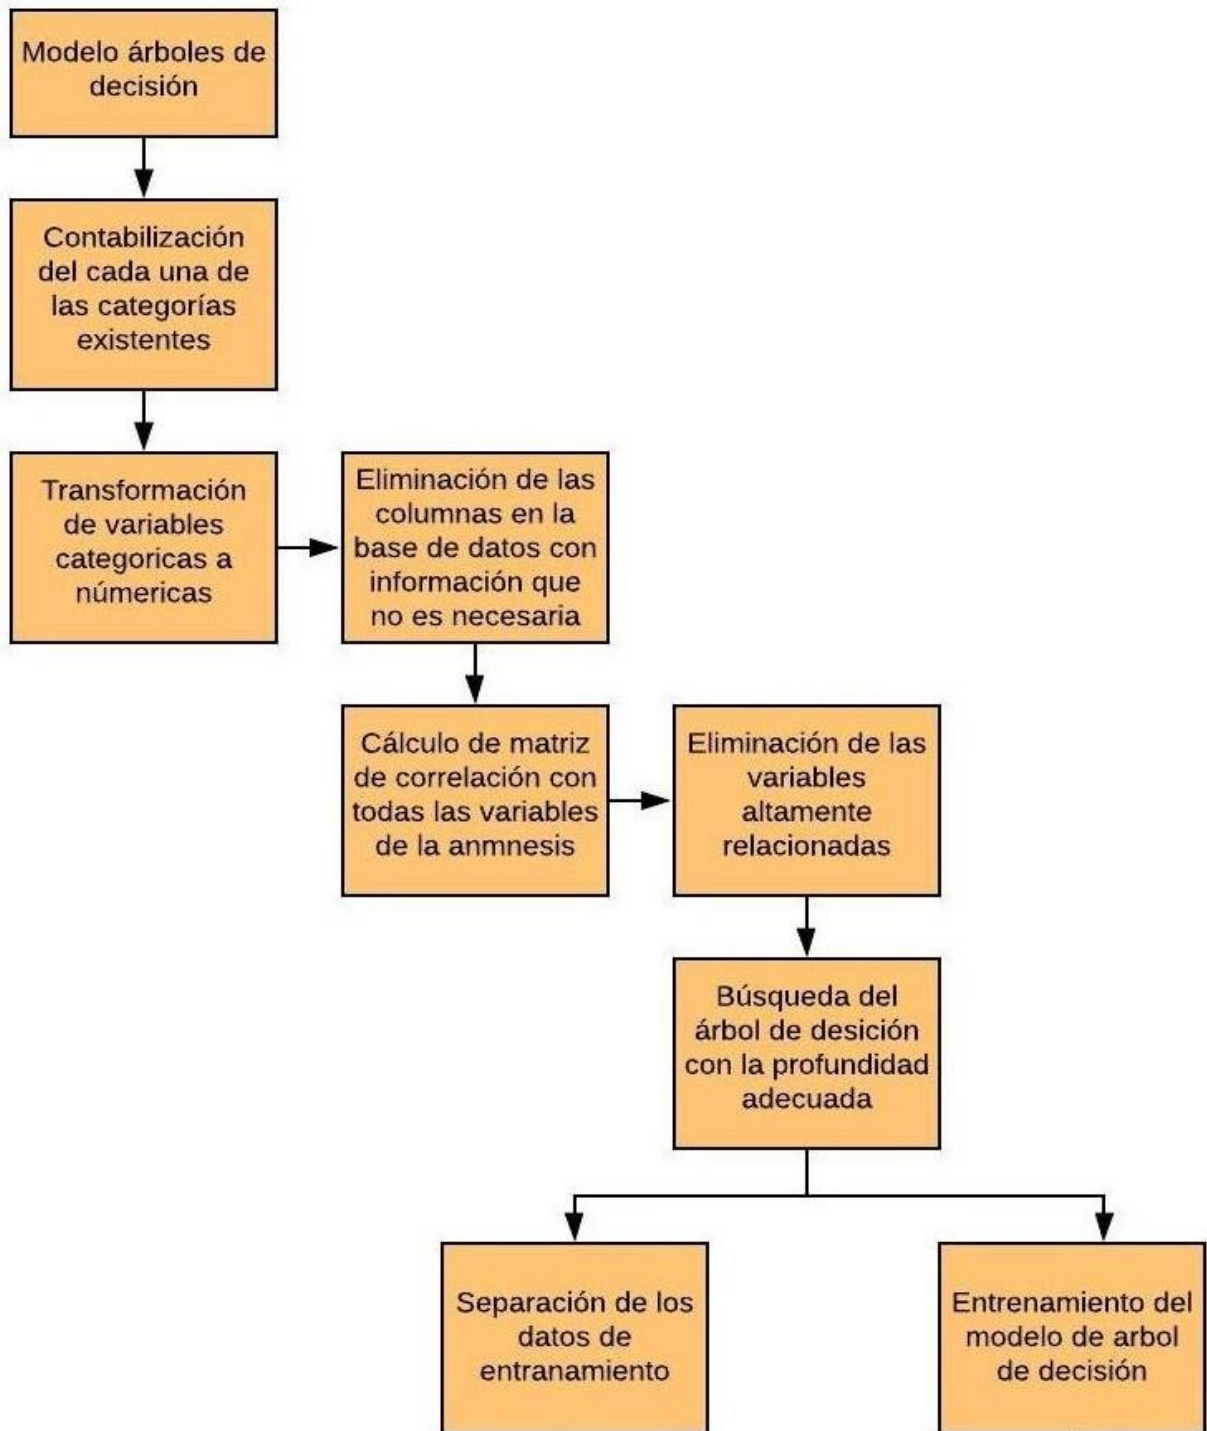 Modelo árboles de
decisión
Contabilización
del cada una de
las categorías
existentes
Transformación
de variables
categoricas a
númericas
Eliminación de las
columnas en la
base de datos con
información que
no es necesaria
Cálculo de matriz
de correlación con
todas las variables
de la anmnesis
Eliminación de las
variables
altamente
relacionadas
Búsqueda del
árbol de desición
con la profundidad
adecuada
Separación de los
datos de
entranamiento
Entrenamiento del
modelo de arbol
de decisión